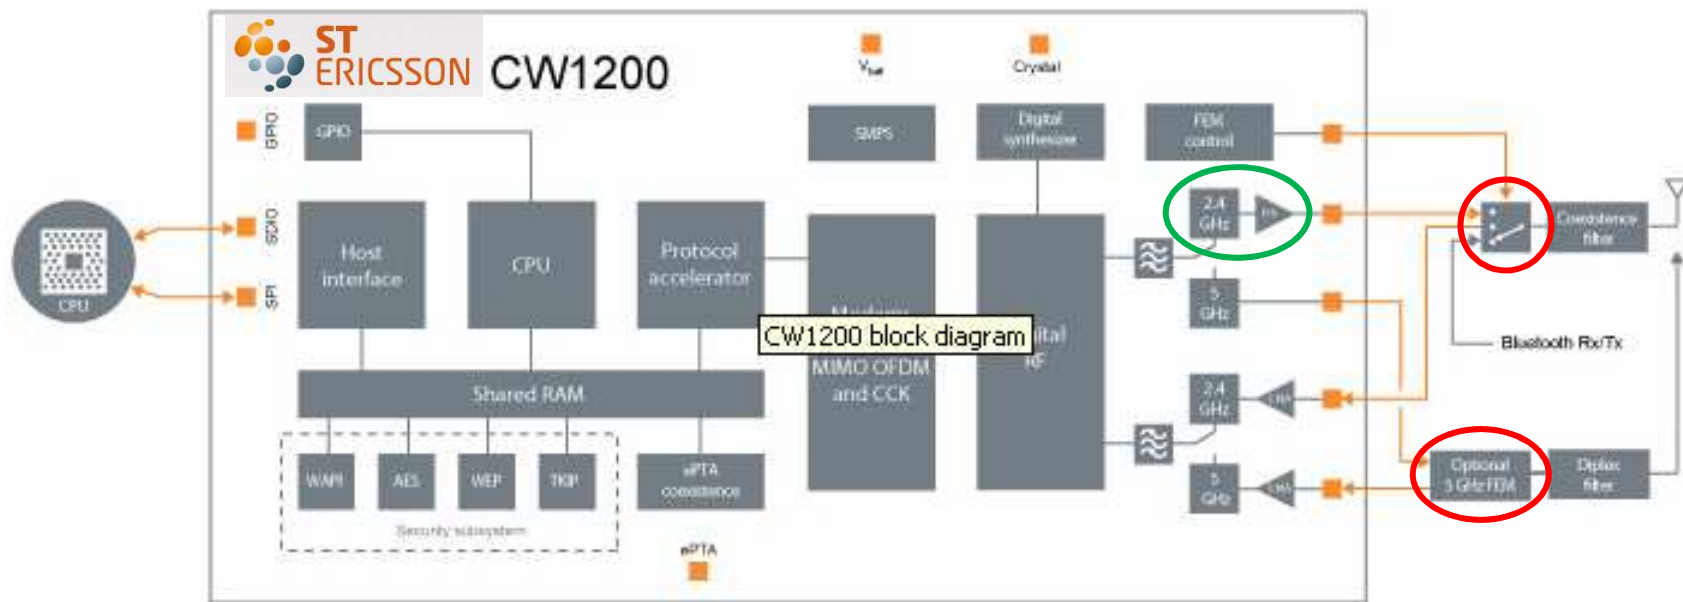 ST
ERICSSON
CW1200
Vbat
Crystal
GPIO
GPIO
SMPS
Digital
synthesizer
FEM
control
SDIO
SPI
CPU
Host
interface
CPU
Protocol
accelerator
2.4
GHz
PA
5
GHz
Coexistence
filter
Bluetooth Rx/Tx
CW1200 block diagram
MIMO OFDM
and CCK
RF
Shared RAM
2.4
GHz
LNA
WAPI
AES
WEP
TKIP
Security subsystem
ePTA
coexistence
5
GHz
LNA
Optional
5 GHz FEM
Diplex
filter
ePTA